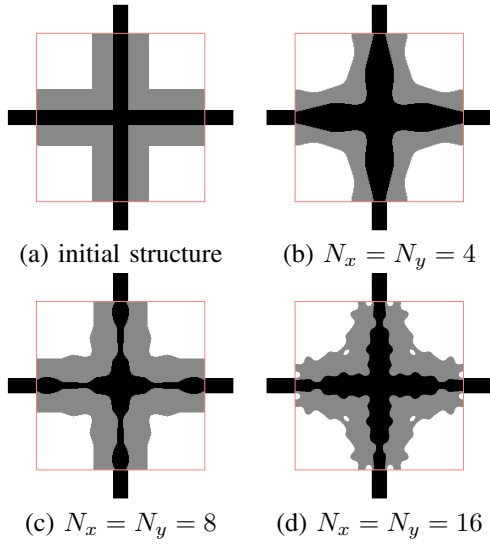 (a) initial structure
(b) $N_x = N_y = 4$
(c) $N_x = N_y = 8$
(d) $N_x = N_y = 16$